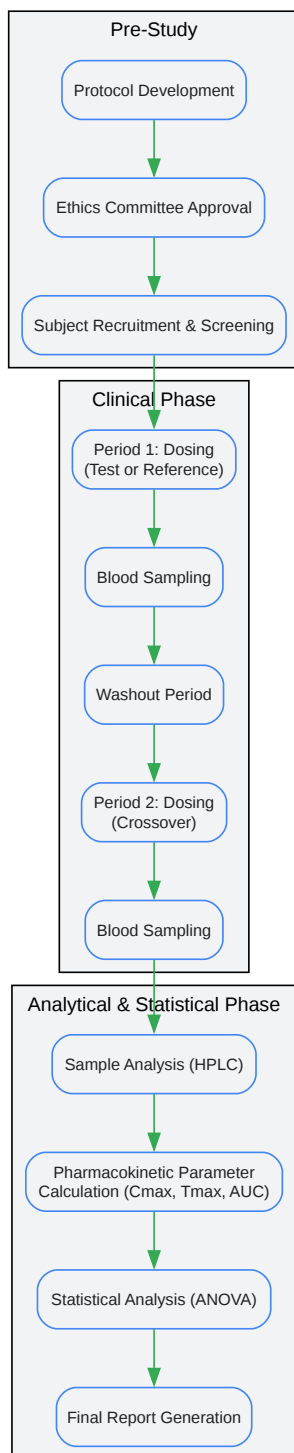 Pre-Study
Protocol Development
Ethics Committee Approval
Subject Recruitment & Screening
Clinical Phase
Period 1: Dosing
(Test or Reference)
Blood Sampling
Washout Period
Period 2: Dosing
(Crossover)
Blood Sampling
Analytical & Statistical Phase
Sample Analysis (HPLC)
Pharmacokinetic Parameter
Calculation (Cmax, Tmax, AUC)
Statistical Analysis (ANOVA)
Final Report Generation